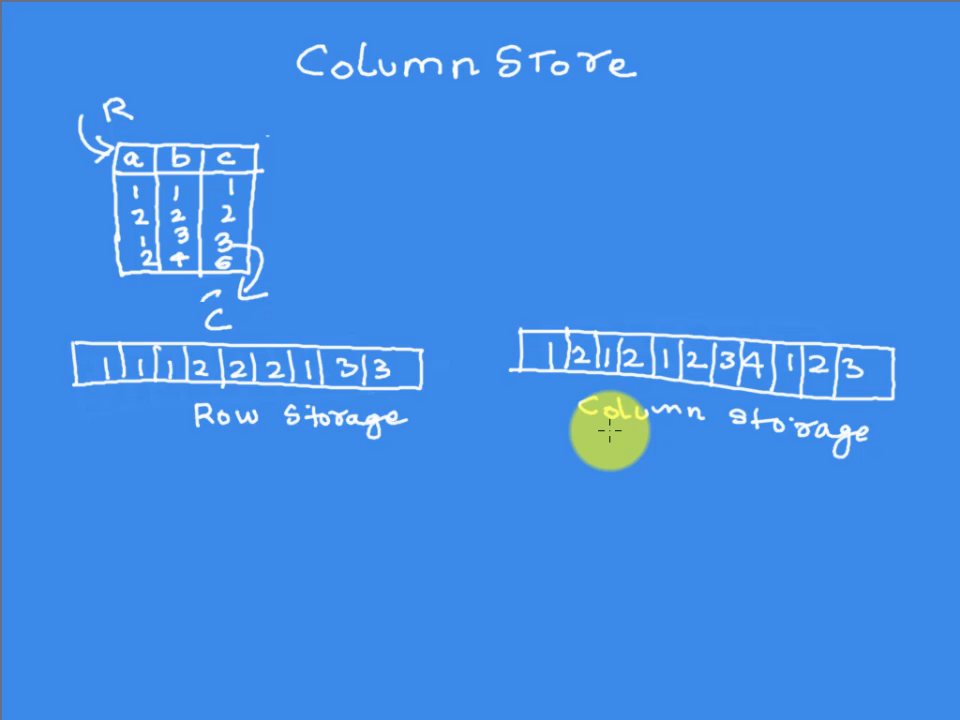 Column Store
R
a b c
1 1 1
2 2 2
1 3 3
2 4 6
C
1 1 1 2 2 2 1 3 3
Row Storage
1 2 1 2 1 2 3 4 1 2 3
Column Storage